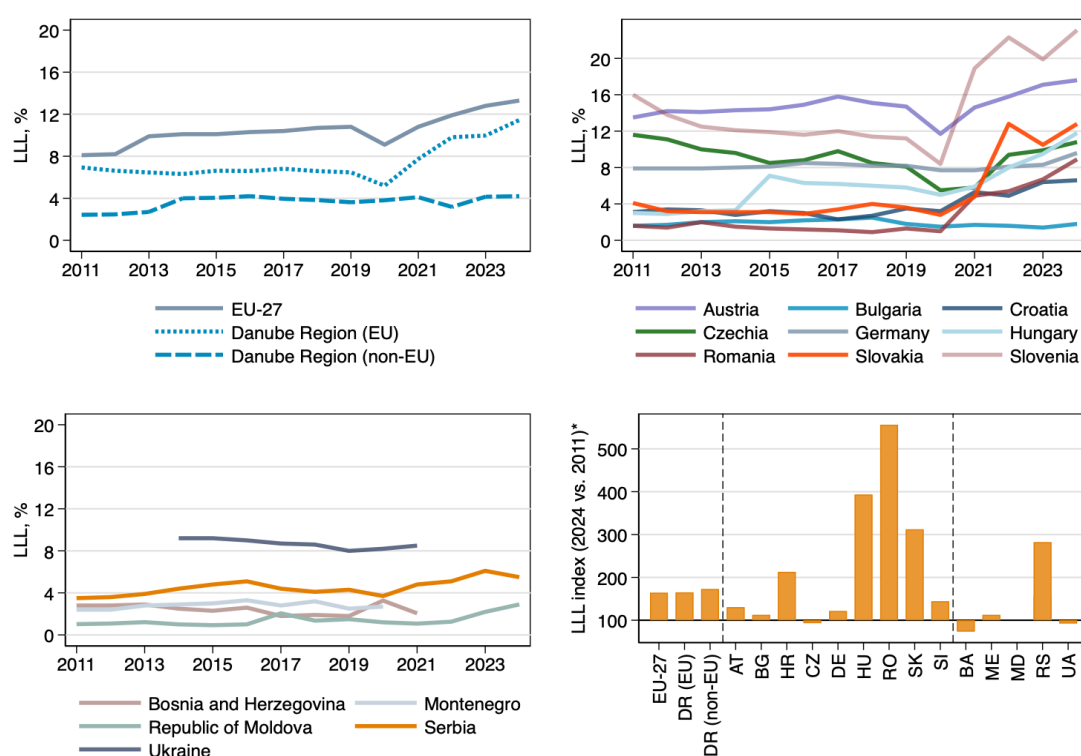 LLL, %
20
16
12
8
4
0
2011 2013 2015 2017 2019 2021 2023
EU-27
Danube Region (EU)
Danube Region (non-EU)
LLL, %
20
16
12
8
4
0
2011 2013 2015 2017 2019 2021 2023
Austria Bulgaria Croatia
Czechia Germany Hungary
Romania Slovakia Slovenia
LLL, %
20
16
12
8
4
0
2011 2013 2015 2017 2019 2021 2023
Bosnia and Herzegovina Montenegro
Republic of Moldova Serbia
Ukraine
LLL index (2024 vs. 2011)*
500
400
300
200
100
EU-27 DR (EU) DR (non-EU) AT BG HR CZ DE HU RO SK SI BA ME MD RS UA